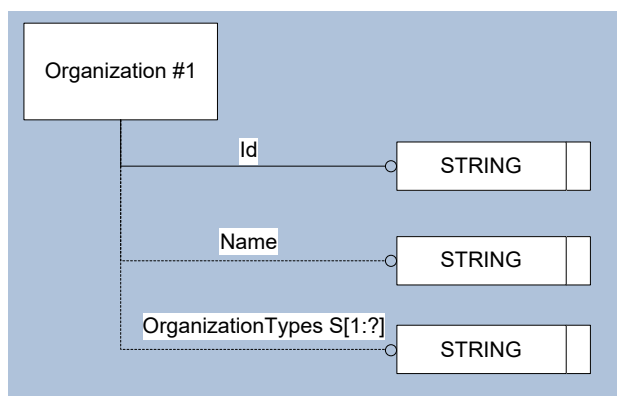 Organization #1
Id
STRING
Name
STRING
OrganizationTypes S[1:?]
STRING